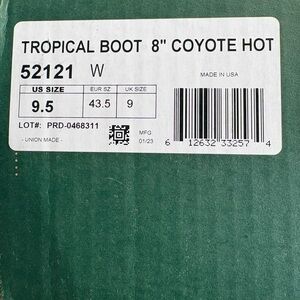 TROPICAL BOOT 8" COYOTE HOT
52121 W
MADE IN USA
US SIZE EUR SZ UK SIZE
9.5 43.5 9
LOT#: PRD-0468311
- UNION MADE -
MFG
01/23
6 12632 33257 4